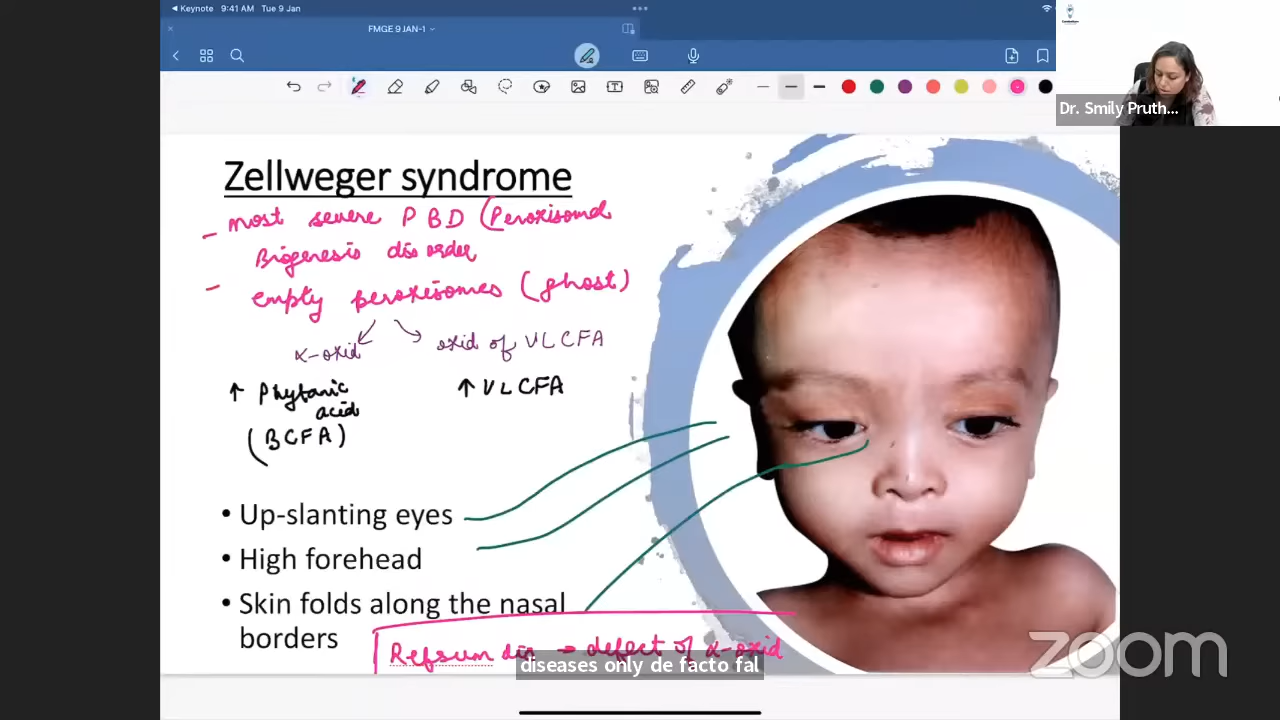 Keynote 9:41 AM Tue 9 Jan
FMGE 9 JAN-1
Dr. Smily Pruth...
Zellweger syndrome
- most severe PBD (Peroxisomal
Biogenesis disorder
- empty peroxisomes (ghost)
α-oxid oxid of VLCFA
↑ Phytanic ↑ VLCFA
acid
(BCFA)
• Up-slanting eyes
• High forehead
• Skin folds along the nasal
borders
Refsum dis → defect of α-oxid
diseases only de facto fal
zoom